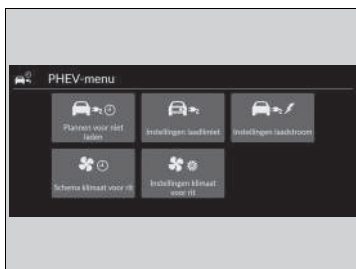 PHEV-menu
Plannen voor niet
laden
Instellingen laadlimiet
Instellingen laadstroom
Schema klimaat voor rit
Instellingen klimaat
voor rit